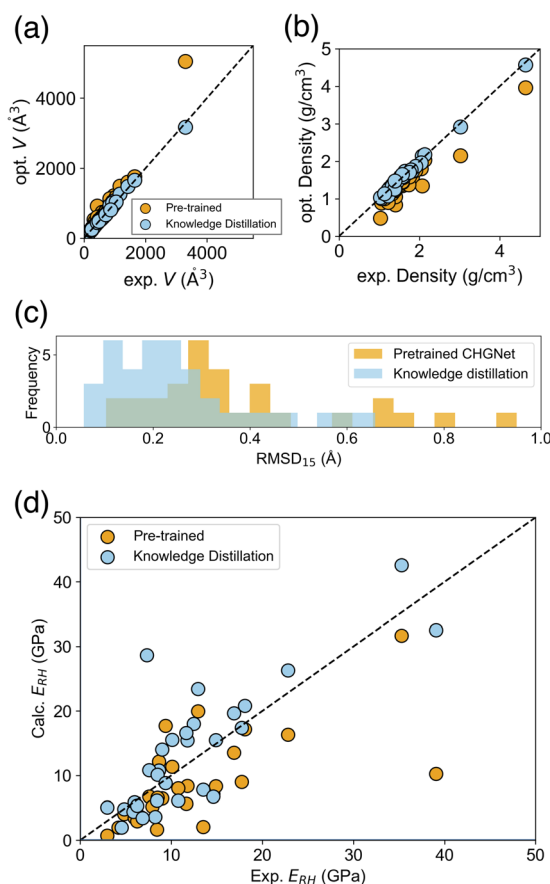 (a)
opt. V (Å³)
4000
2000
0
0
2000
4000
exp. V (Å³)
Pre-trained
Knowledge Distillation
(b)
opt. Density (g/cm³)
5
4
3
2
1
0
0
2
4
exp. Density (g/cm³)
(c)
Frequency
5
0
Pretrained CHGNet
Knowledge distillation
0.0
0.2
0.4
0.6
0.8
1.0
RMSD₁₅ (Å)
(d)
Calc. E_RH (GPa)
50
40
30
20
10
0
Pre-trained
Knowledge Distillation
0
10
20
30
40
50
Exp. E_RH (GPa)